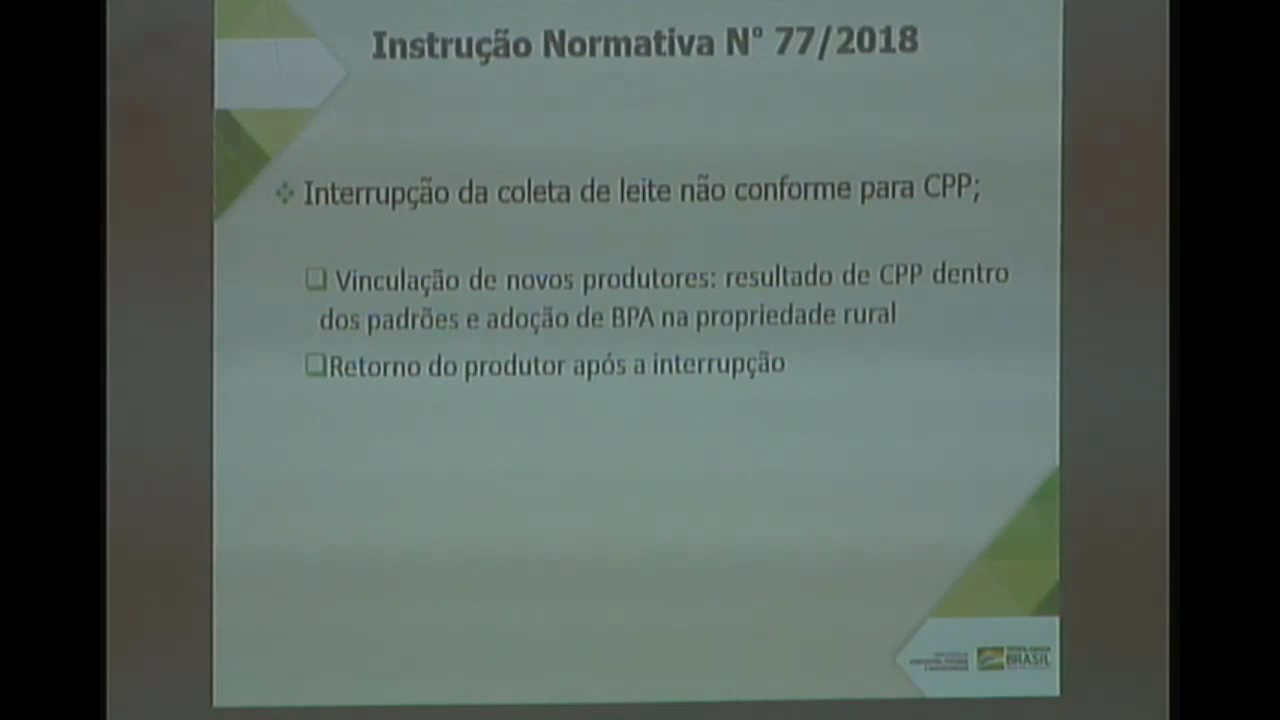 Instrução Normativa N° 77/2018
Interrupção da coleta de leite não conforme para CPP;
Vinculação de novos produtores: resultado de CPP dentro
dos padrões e adoção de BPA na propriedade rural
Retorno do produtor após a interrupção
BRASIL